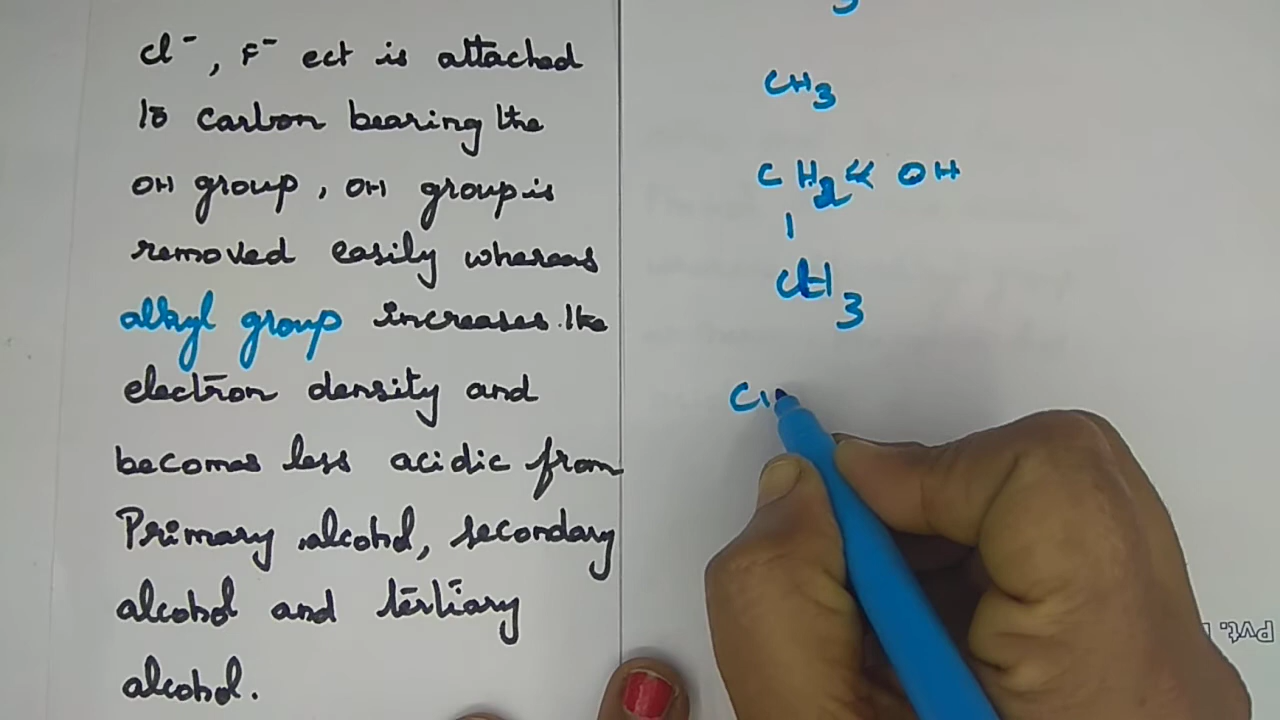 Cl⁻, F⁻ ect is attached
to carbon bearing the
OH group, OH group is
removed easily whereas
alkyl group increases the
electron density and
becomes less acidic from
Primary alcohol, secondary
alcohol and tertiary
alcohol.
3
CH3
CH2 « OH
|
CH3
C
Pvt.